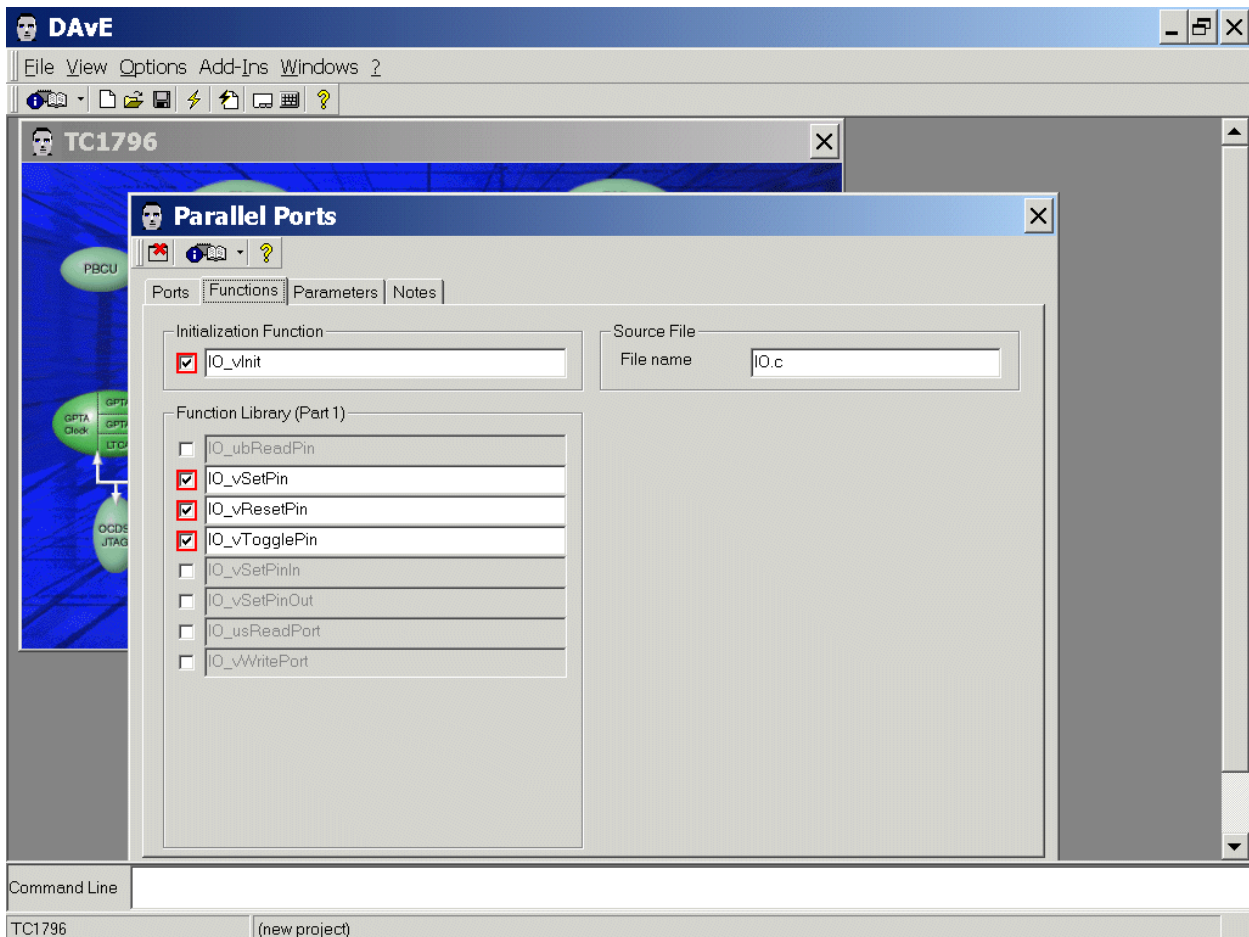 DAvE
File View Options Add-Ins Windows ?
TC1796
Parallel Ports
PBCU
Ports Functions Parameters Notes
Initialization Function
IO_vInit
Source File
File name IO.c
GPTA Clock
Function Library (Part 1)
IO_ubReadPin
IO_vSetPin
IO_vResetPin
IO_vTogglePin
IO_vSetPinIn
IO_vSetPinOut
IO_usReadPort
IO_vWritePort
OCDS
JTAG
Command Line
TC1796 (new project)